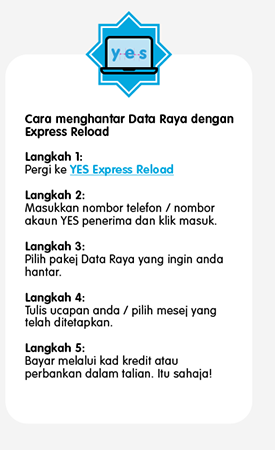 yes
Cara menghantar Data Raya dengan
Express Reload
Langkah 1:
Pergi ke YES Express Reload
Langkah 2:
Masukkan nombor telefon / nombor
akaun YES penerima dan klik masuk.
Langkah 3:
Pilih pakej Data Raya yang ingin anda
hantar.
Langkah 4:
Tulis ucapan anda / pilih mesej yang
telah ditetapkan.
Langkah 5:
Bayar melalui kad kredit atau
perbankan dalam talian. Itu sahaja!